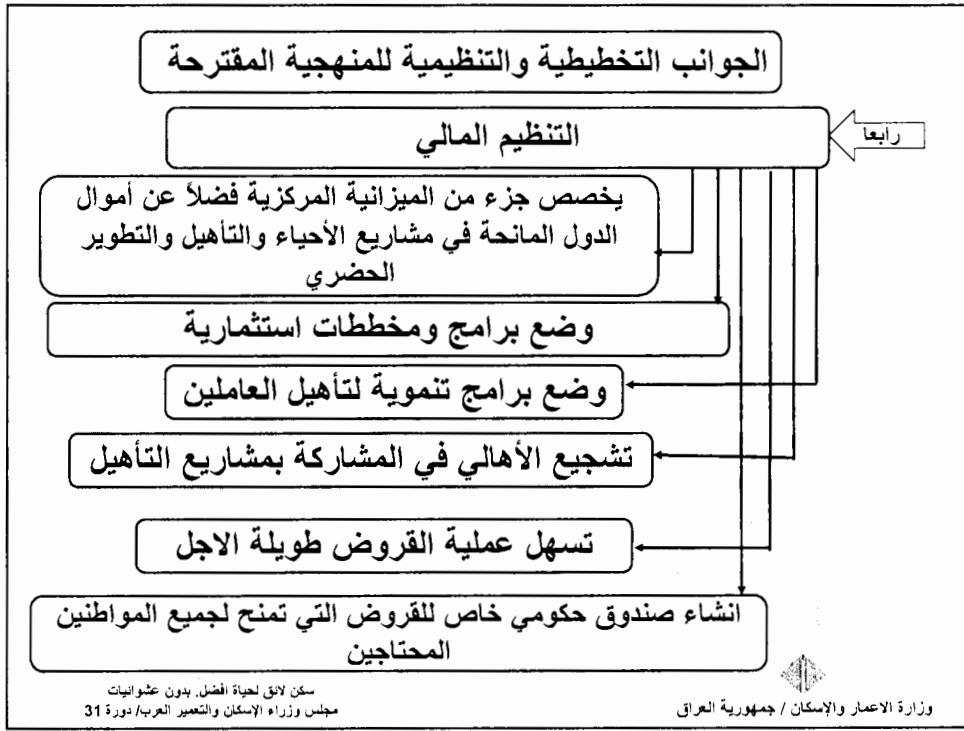 الجوانب التخطيطية والتنظيمية للمنهجية المقترحة
رابعا
التنظيم المالي
يخصص جزء من الميزانية المركزية فضلاً عن أموال
الدول المانحة في مشاريع الأحياء والتأهيل والتطوير
الحضري
وضع برامج ومخططات استثمارية
وضع برامج تنموية لتأهيل العاملين
تشجيع الأهالي في المشاركة بمشاريع التأهيل
تسهل عملية القروض طويلة الاجل
انشاء صندوق حكومي خاص للقروض التي تمنح لجميع المواطنين
المحتاجين
وزارة الاعمار والإسكان / جمهورية العراق
سكن لائق لحياة افضل, بدون عشوائيات
مجلس وزراء الإسكان والتعمير العرب/ دورة 31